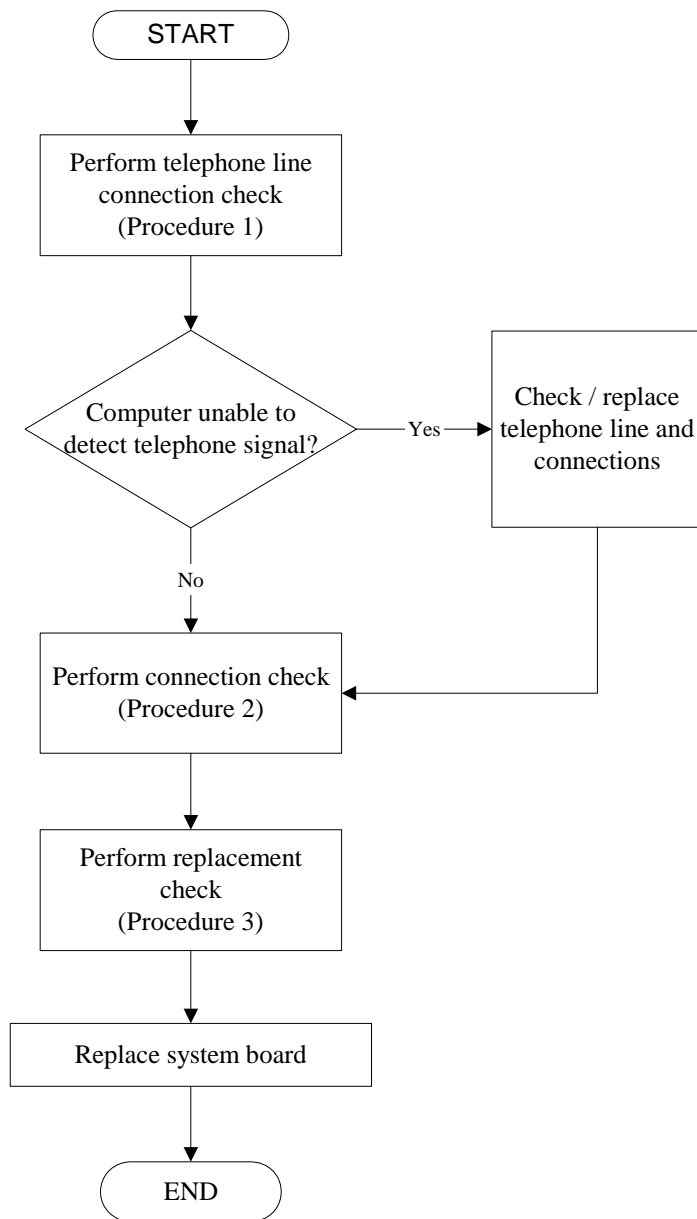 START
Perform telephone line
connection check
(Procedure 1)
Computer unable to
detect telephone signal?
Yes
Check / replace
telephone line and
connections
No
Perform connection check
(Procedure 2)
Perform replacement
check
(Procedure 3)
Replace system board
END